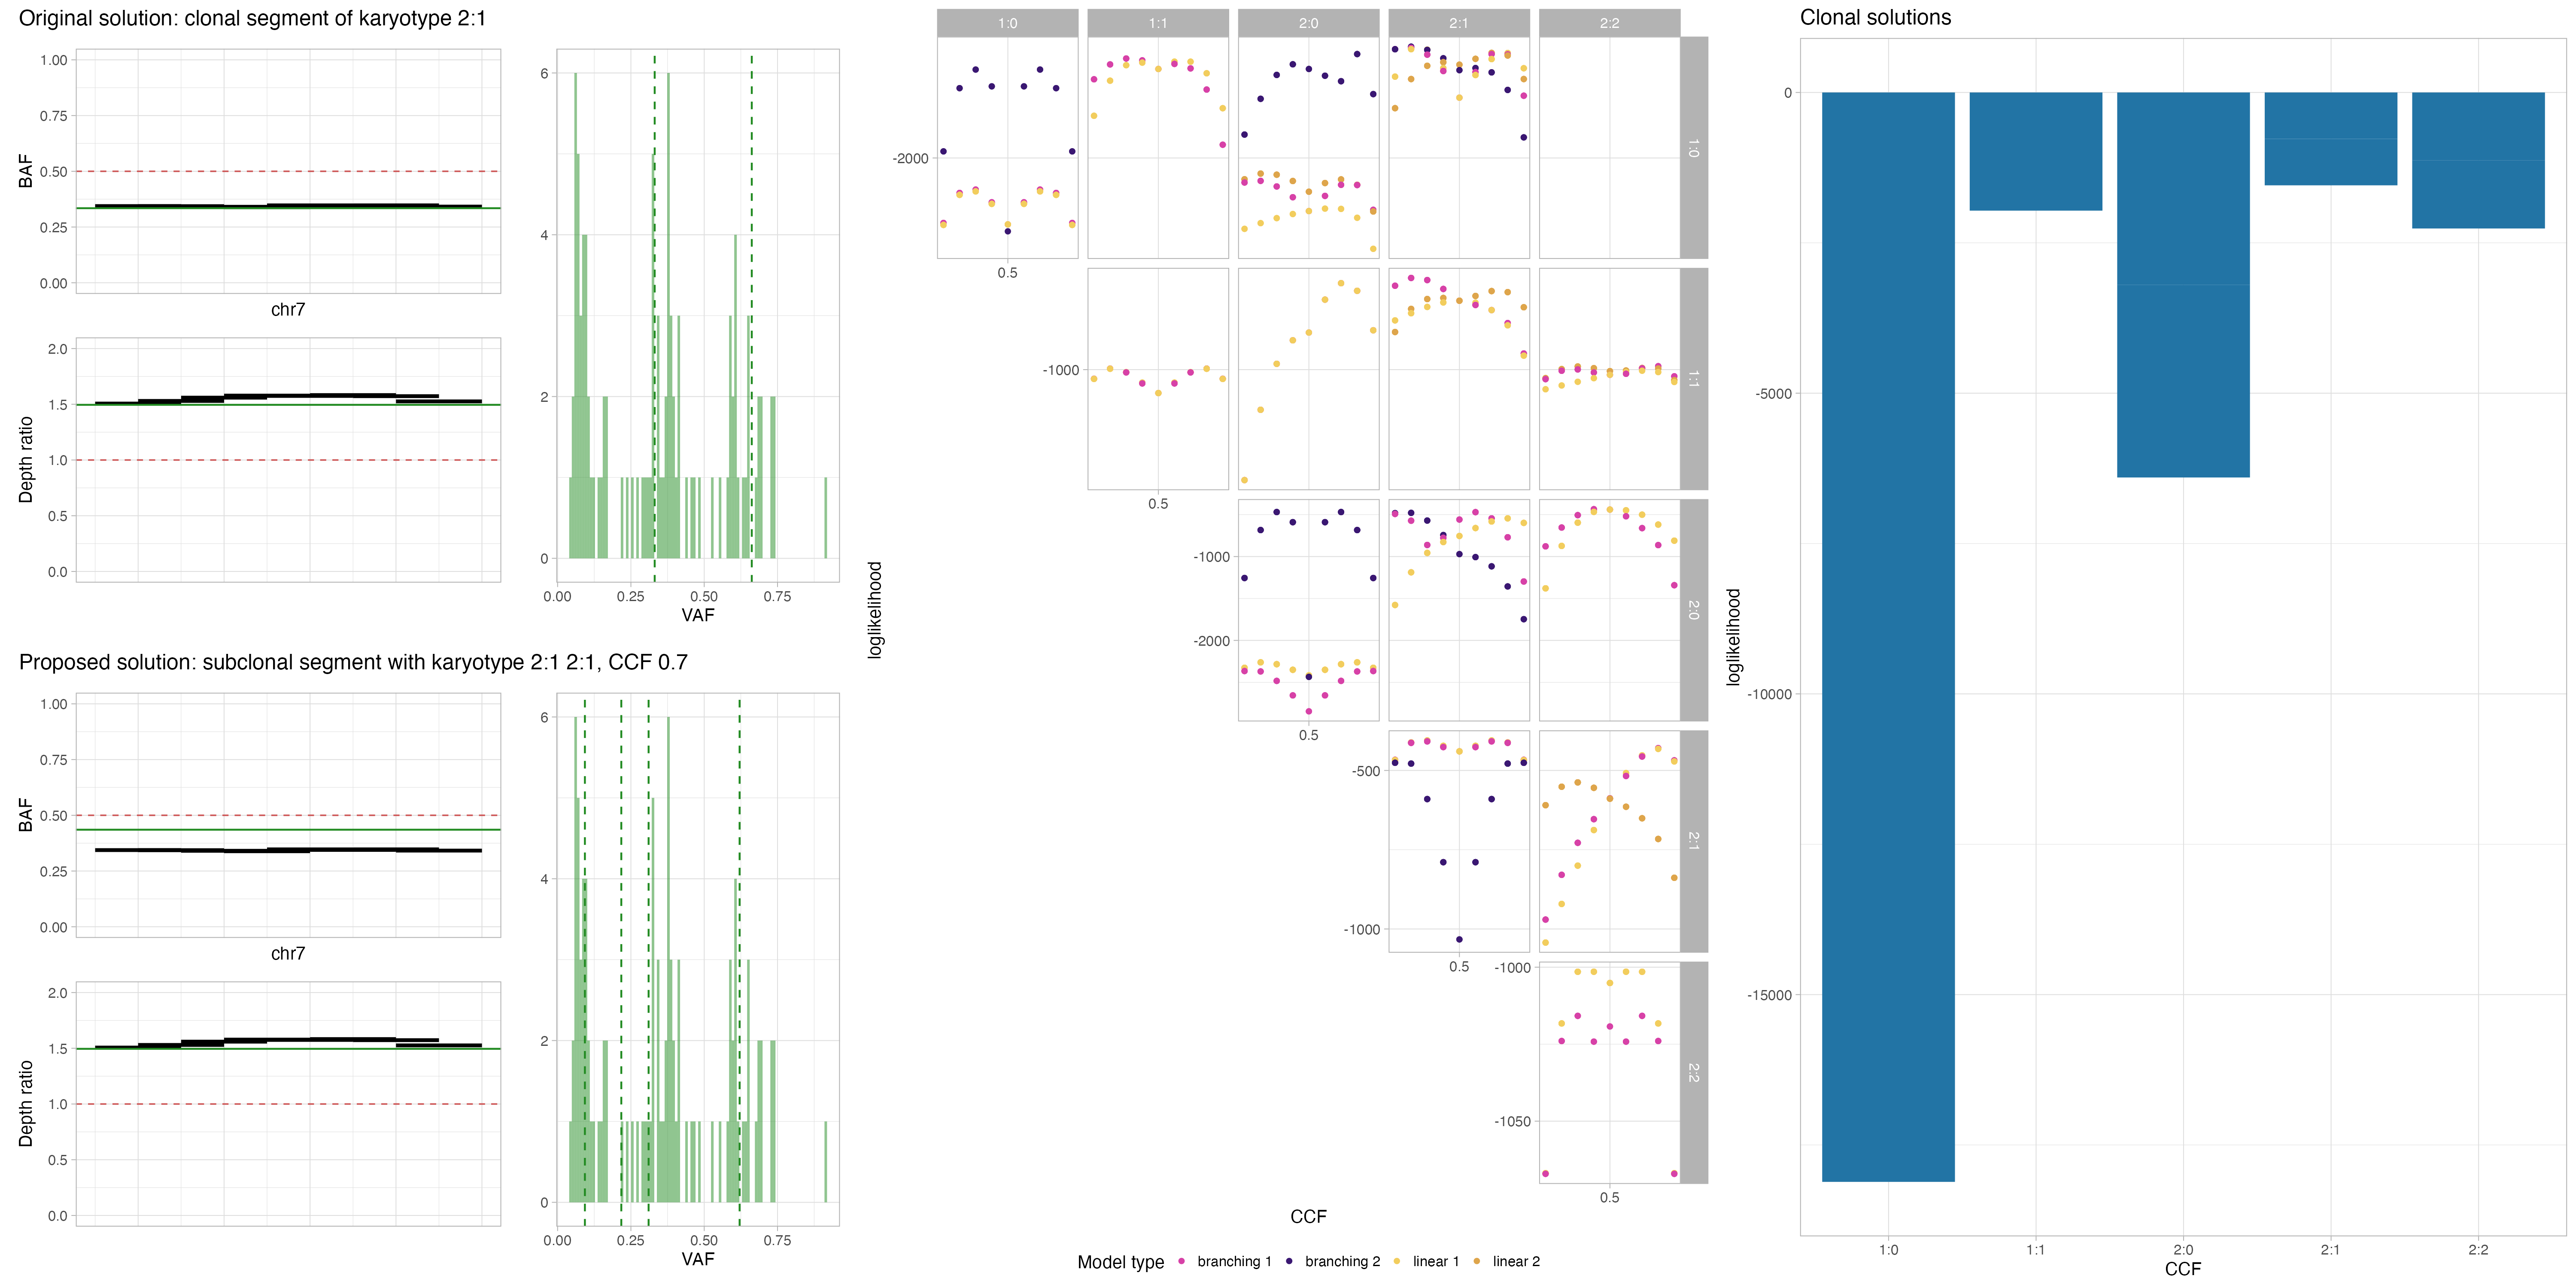 Original solution: clonal segment of karyotype 2:1
1.00
0.75
0.50
0.25
0.00
BAF
chr7
2.0
1.5
1.0
0.5
0.0
Depth ratio
6
4
2
0
0.00 0.25 0.50 0.75
VAF
Proposed solution: subclonal segment with karyotype 2:1 2:1, CCF 0.7
1.00
0.75
0.50
0.25
0.00
BAF
chr7
2.0
1.5
1.0
0.5
0.0
Depth ratio
6
4
2
0
0.00 0.25 0.50 0.75
VAF
loglikelihood
1:0 1:1 2:0 2:1 2:2
-2000
0.5
1:0
-1000
0.5
1:1
-1000
-2000
0.5
2:0
-500
-1000
0.5
2:1
-1000
-1050
0.5
2:2
CCF
Model type branching 1 branching 2 linear 1 linear 2
Clonal solutions
loglikelihood
0
-5000
-10000
-15000
1:0 1:1 2:0 2:1 2:2
CCF